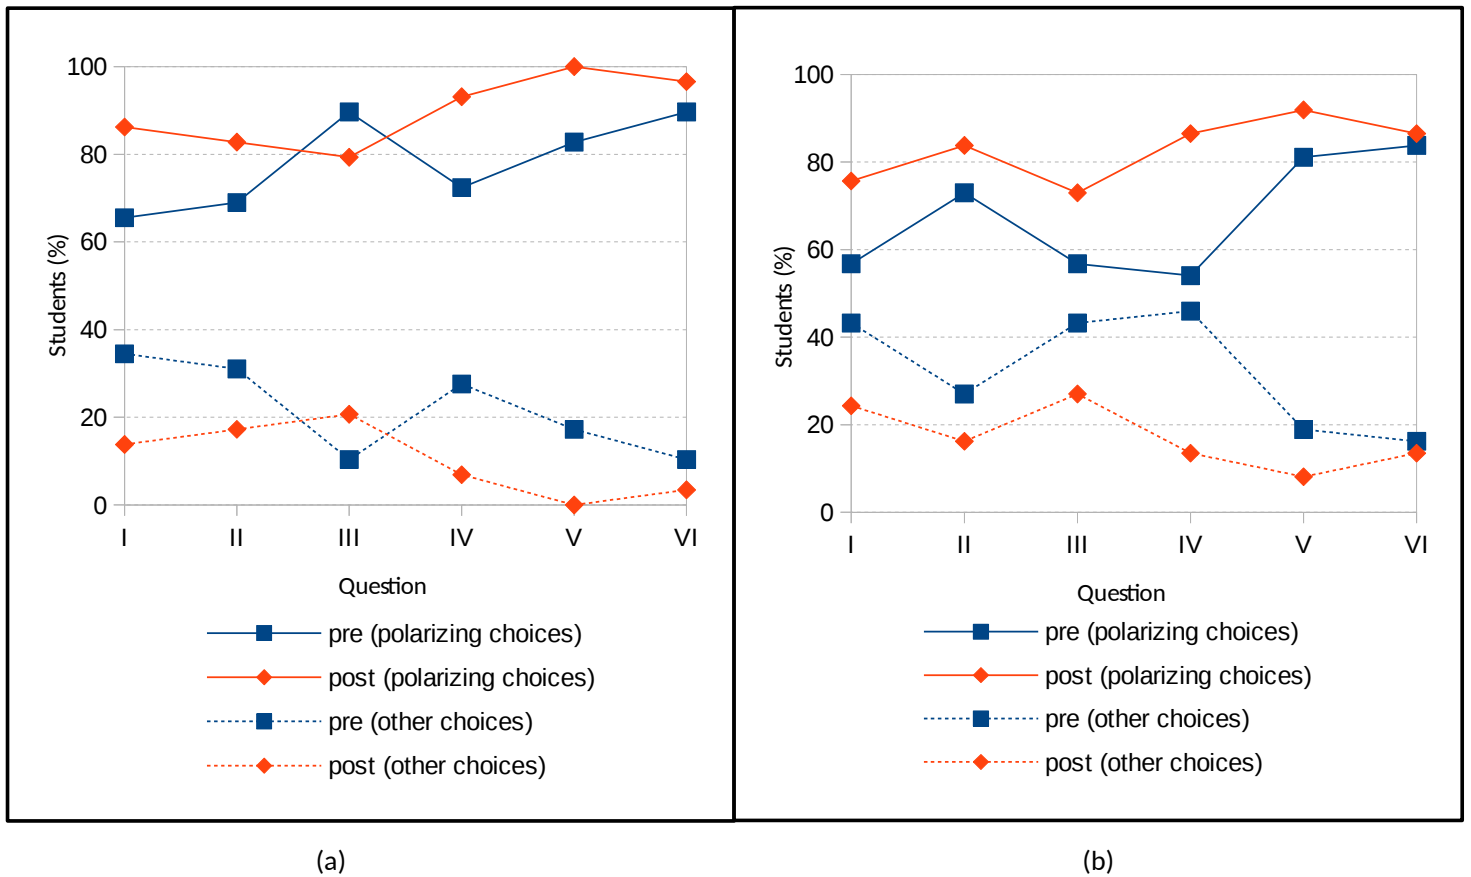 100
80
60
40
20
0
Students (%)
I II III IV V VI
Question
pre (polarizing choices)
post (polarizing choices)
pre (other choices)
post (other choices)
(a)
100
80
60
40
20
0
Students (%)
I II III IV V VI
Question
pre (polarizing choices)
post (polarizing choices)
pre (other choices)
post (other choices)
(b)